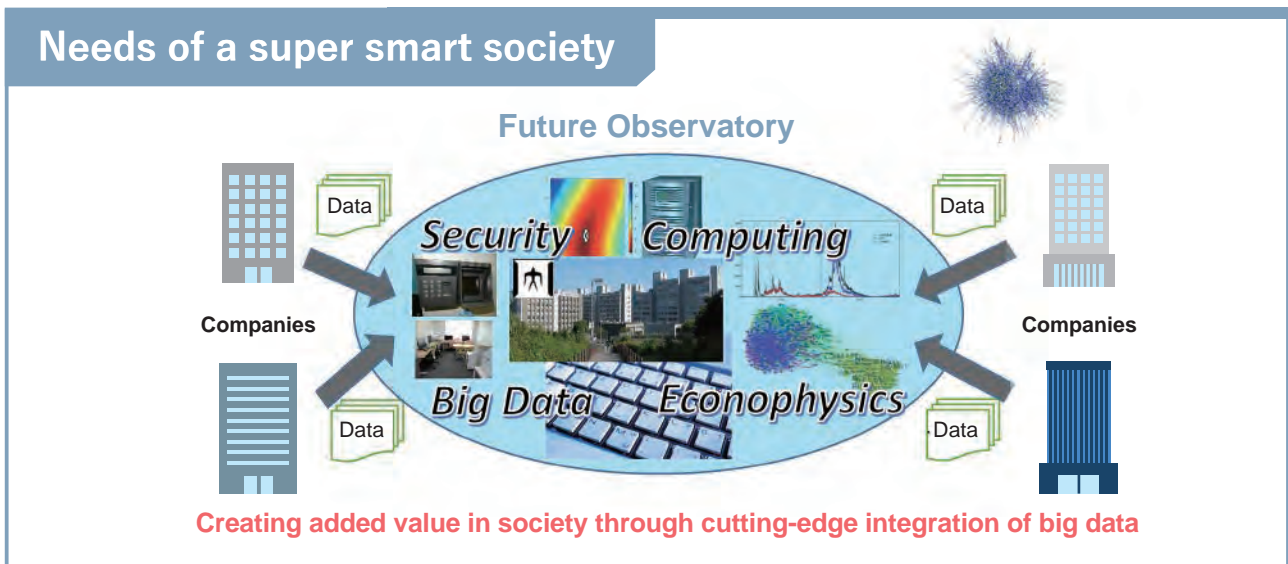 Needs of a super smart society
Future Observatory
Data
Data
Security
Computing
Companies
Companies
Big Data
Econophysics
Data
Data
Creating added value in society through cutting-edge integration of big data